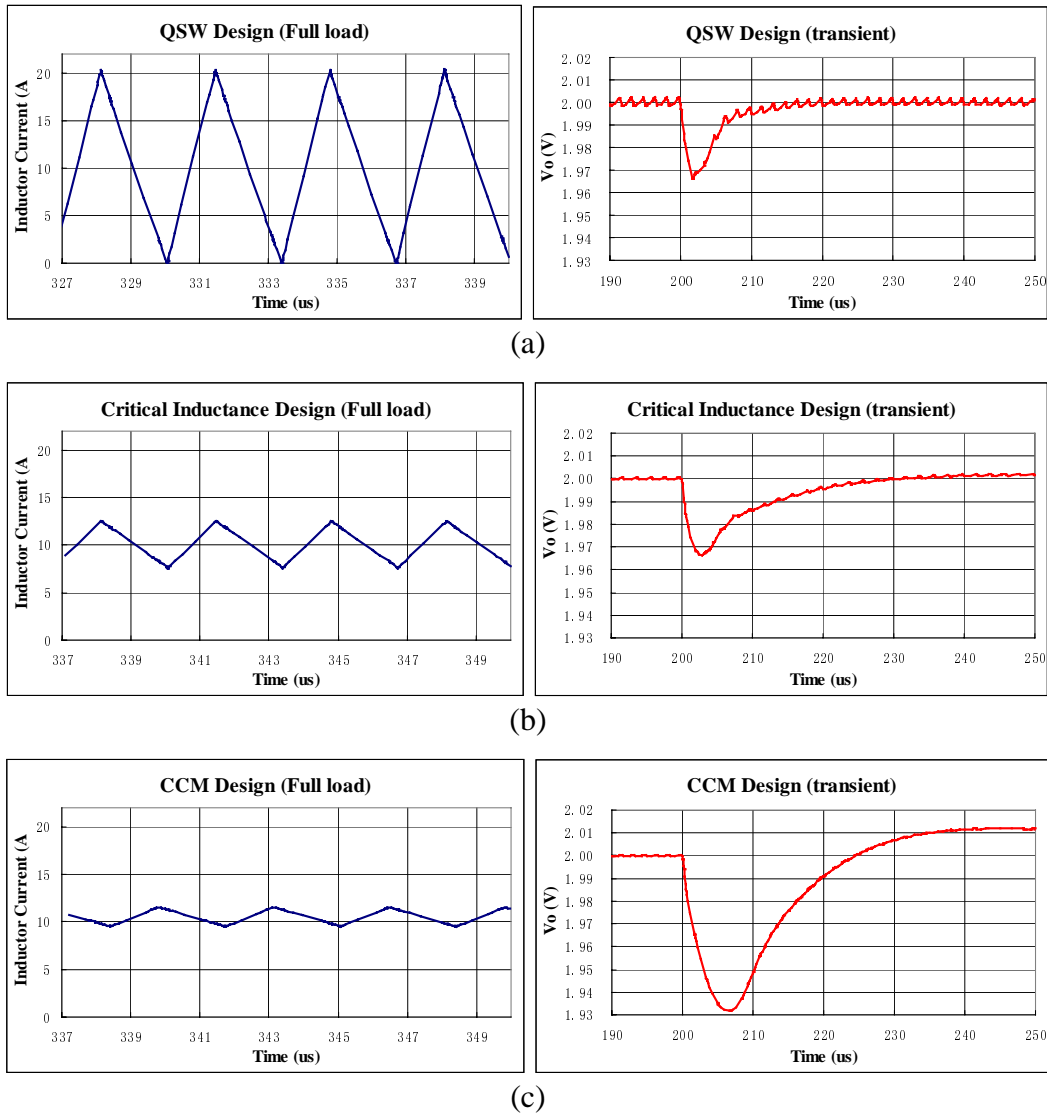 QSW Design (Full load)
Inductor Current (A
20
15
10
5
0
327 329 331 333 335 337 339
Time (us)
QSW Design (transient)
Vo (V)
2.02
2.01
2.00
1.99
1.98
1.97
1.96
1.95
1.94
1.93
190 200 210 220 230 240 250
Time (us)
(a)
Critical Inductance Design (Full load)
Inductor Current (A
20
15
10
5
0
337 339 341 343 345 347 349
Time (us)
Critical Inductance Design (transient)
Vo (V)
2.02
2.01
2.00
1.99
1.98
1.97
1.96
1.95
1.94
1.93
190 200 210 220 230 240 250
Time (us)
(b)
CCM Design (Full load)
Inductor Current (A
20
15
10
5
0
337 339 341 343 345 347 349
Time (us)
CCM Design (transient)
Vo (V)
2.02
2.01
2.00
1.99
1.98
1.97
1.96
1.95
1.94
1.93
190 200 210 220 230 240 250
Time (us)
(c)